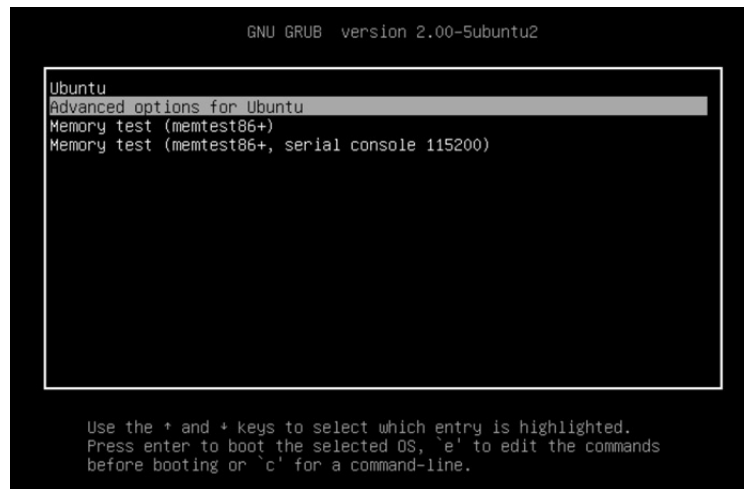 GNU GRUB  version 2.00-5ubuntu2
Ubuntu
Advanced options for Ubuntu
Memory test (memtest86+)
Memory test (memtest86+, serial console 115200)
Use the ↑ and ↓ keys to select which entry is highlighted.
Press enter to boot the selected OS, `e' to edit the commands
before booting or `c' for a command-line.